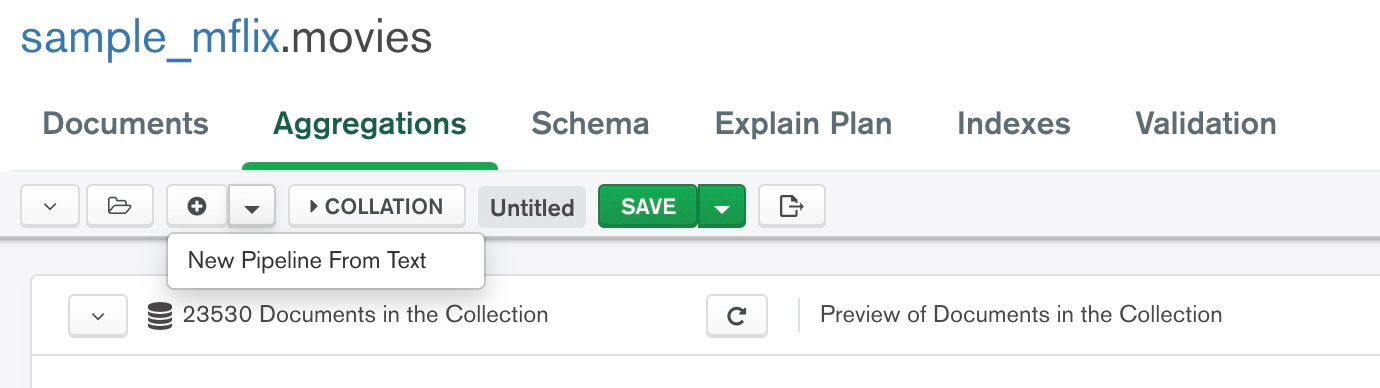 sample_mflix.movies
Documents Aggregations Schema Explain Plan Indexes Validation
COLLATION Untitled SAVE
New Pipeline From Text
23530 Documents in the Collection Preview of Documents in the Collection